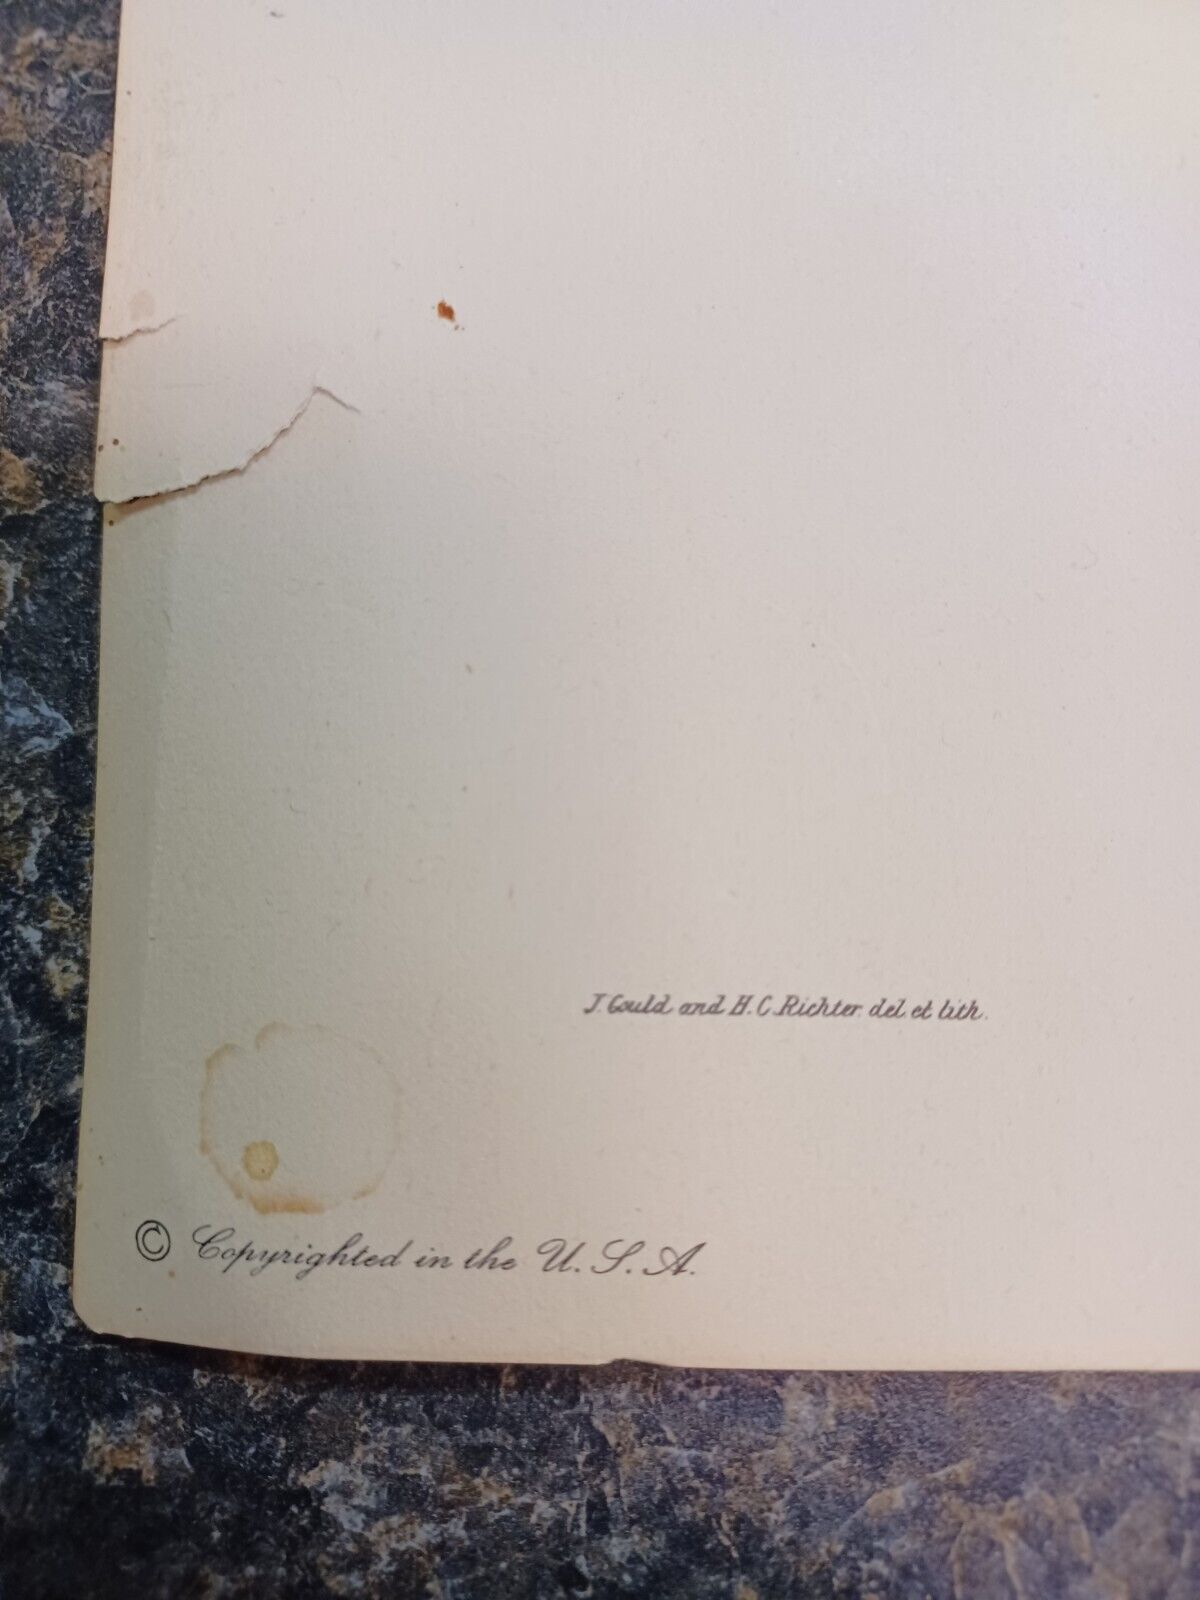 J. Gould and H. C. Richter del et lith.
© Copyrighted in the U. S. A.